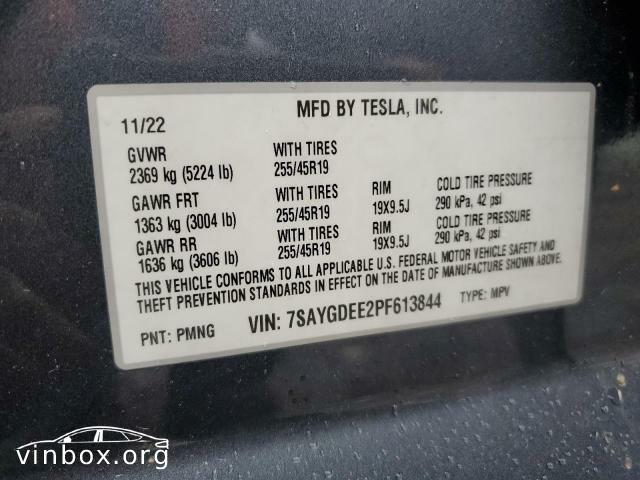 MFD BY TESLA, INC.
11/22
GVWR WITH TIRES
2369 kg (5224 lb) 255/45R19
GAWR FRT WITH TIRES RIM COLD TIRE PRESSURE
1363 kg (3004 lb) 255/45R19 19X9.5J 290 kPa, 42 psi
GAWR RR WITH TIRES RIM COLD TIRE PRESSURE
1636 kg (3606 lb) 255/45R19 19X9.5J 290 kPa, 42 psi
THIS VEHICLE CONFORMS TO ALL APPLICABLE U.S. FEDERAL MOTOR VEHICLE SAFETY AND
THEFT PREVENTION STANDARDS IN EFFECT ON THE DATE OF MANUFACTURE SHOWN ABOVE.
PNT: PMNG VIN: 7SAYGDEE2PF613844 TYPE: MPV
vinbox.org